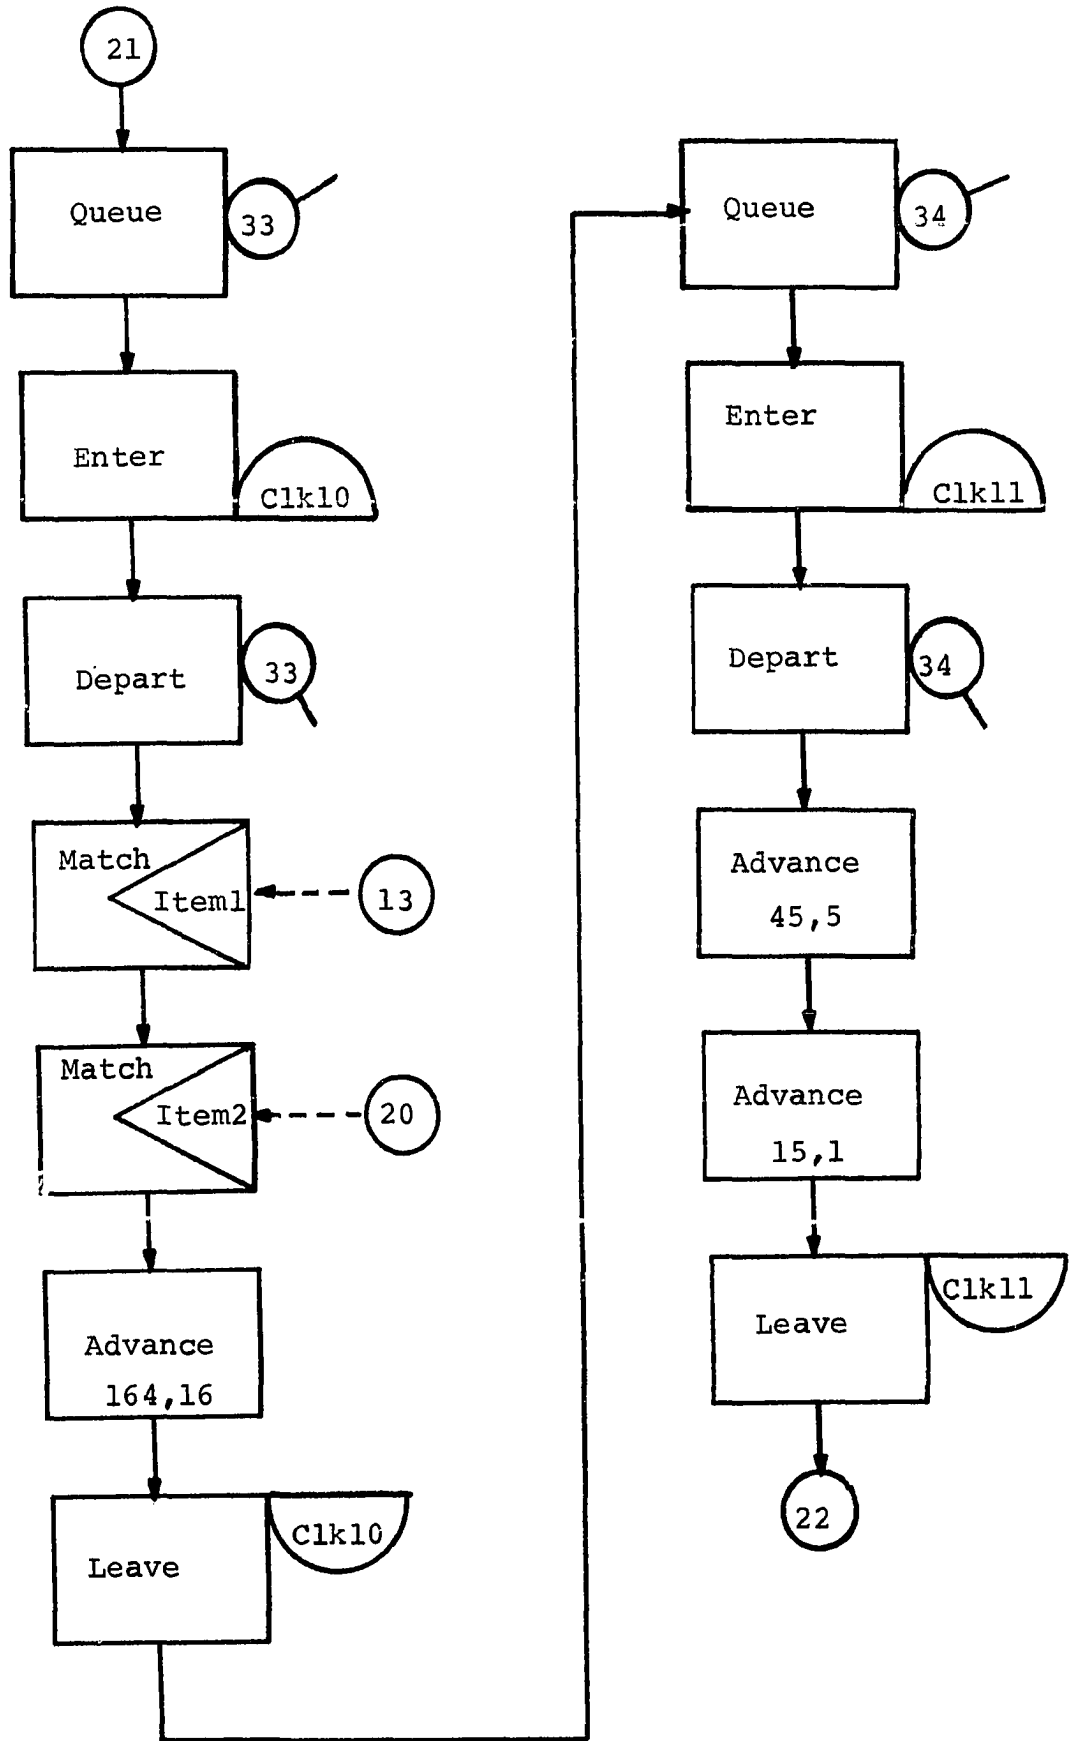 21
Queue
33
Enter
Clk10
Depart
33
Match
Item1
13
Match
Item2
20
Advance
164,16
Leave
Clk10
Queue
34
Enter
Clk11
Depart
34
Advance
45,5
Advance
15,1
Leave
Clk11
22